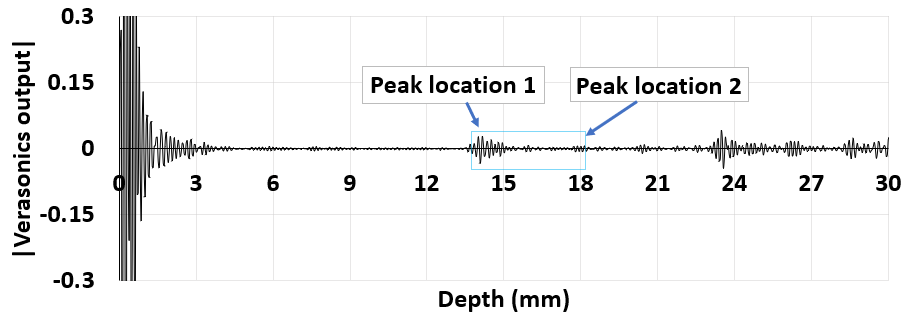 0.3
0.15
0
-0.15
-0.3
|Verasonics output|
Peak location 1
Peak location 2
0 3 6 9 12 15 18 21 24 27 30
Depth (mm)